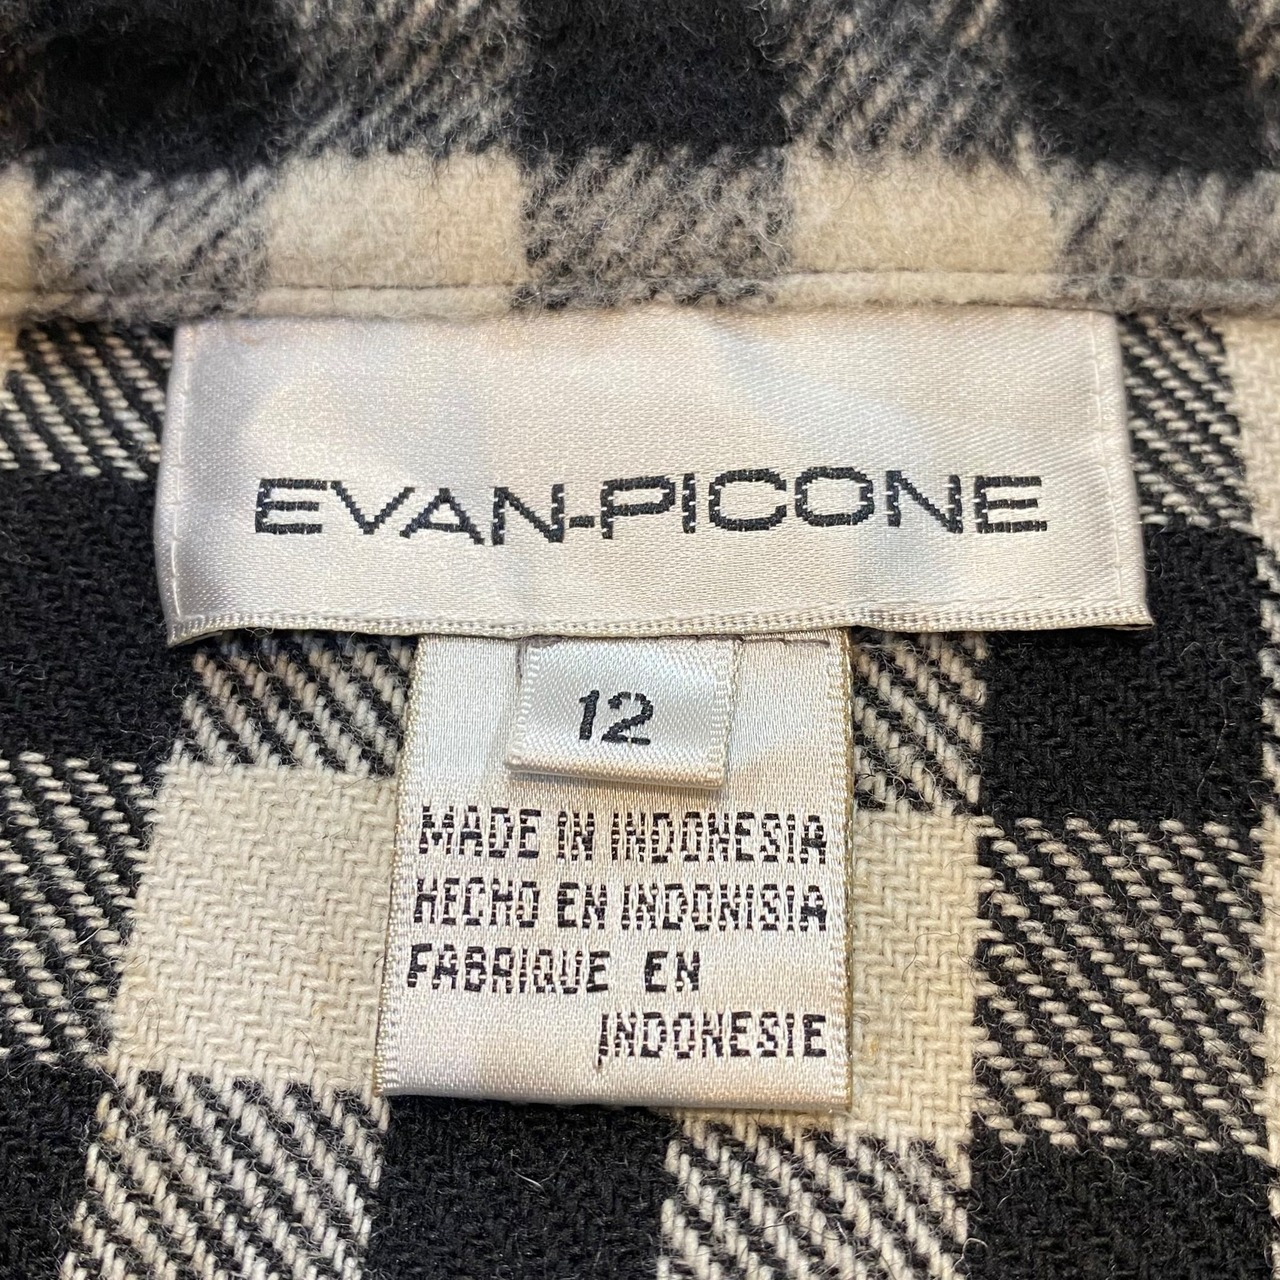 EVAN-PICONE
12
MADE IN INDONESIA
HECHO EN INDONISIA
FABRIQUE EN
INDONESIE